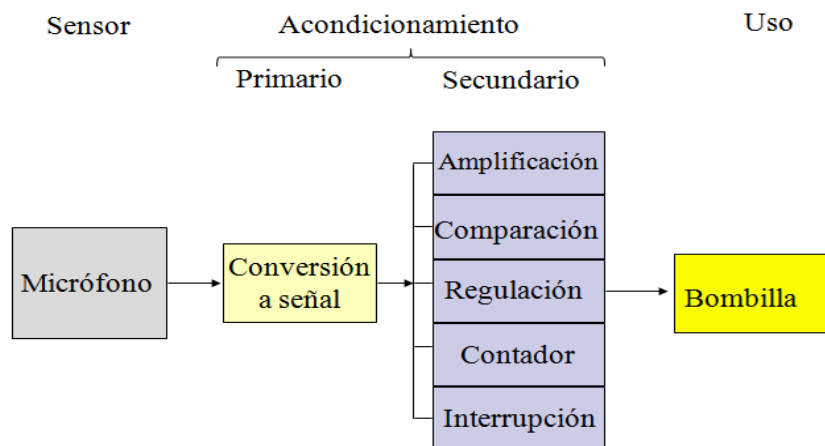 Sensor
Acondicionamiento
Uso
Primario
Secundario
Micrófono
Conversión
a señal
Amplificación
Comparación
Regulación
Contador
Interrupción
Bombilla